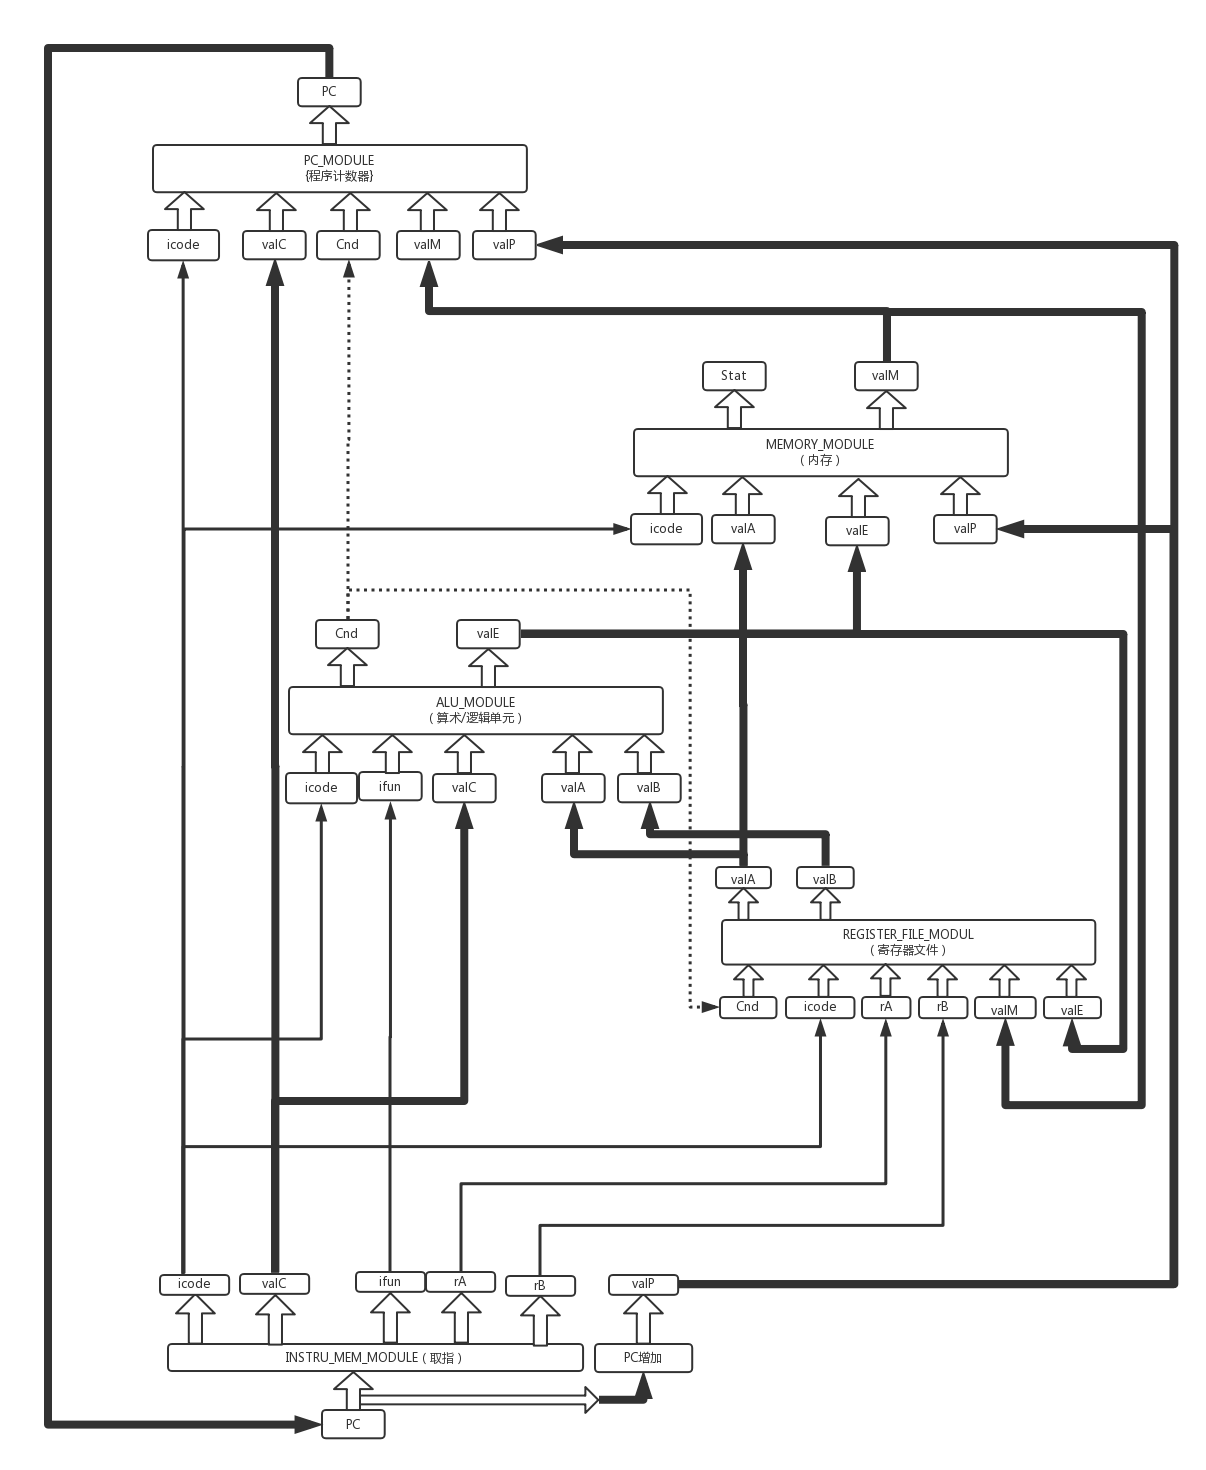 PC
PC_MODULE
{程序计数器}
icode
valC
Cnd
valM
valP
Stat
valM
MEMORY_MODULE
（内存）
icode
valA
valE
valP
Cnd
valE
ALU_MODULE
（算术/逻辑单元）
icode
ifun
valC
valA
valB
valA
valB
REGISTER_FILE_MODUL
（寄存器文件）
Cnd
icode
rA
rB
valM
valE
icode
valC
ifun
rA
rB
valP
INSTRU_MEM_MODULE（取指）
PC增加
PC